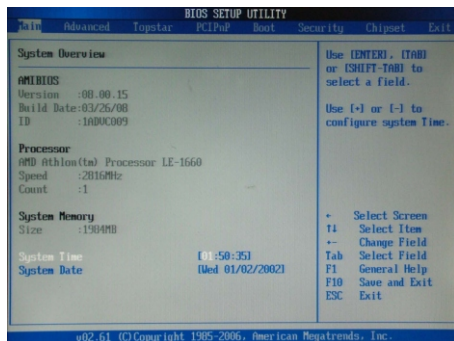 BIOS SETUP UTILITY
Main Advanced Topstar PCIPnP Boot Security Chipset Exit
System Overview
AMIBIOS
Version :08.00.15
Build Date:03/26/08
ID :1ADVC009
Processor
AMD Athlon(tm) Processor LE-1660
Speed :2816MHz
Count :1
System Memory
Size :1984MB
System Time [01:50:35]
System Date [Wed 01/02/2002]
Use [ENTER], [TAB]
or [SHIFT-TAB] to
select a field.
Use [+] or [-] to
configure system Time.
← Select Screen
↑↓ Select Item
+- Change Field
Tab Select Field
F1 General Help
F10 Save and Exit
ESC Exit
v02.61 (C)Copyright 1985-2006, American Megatrends, Inc.